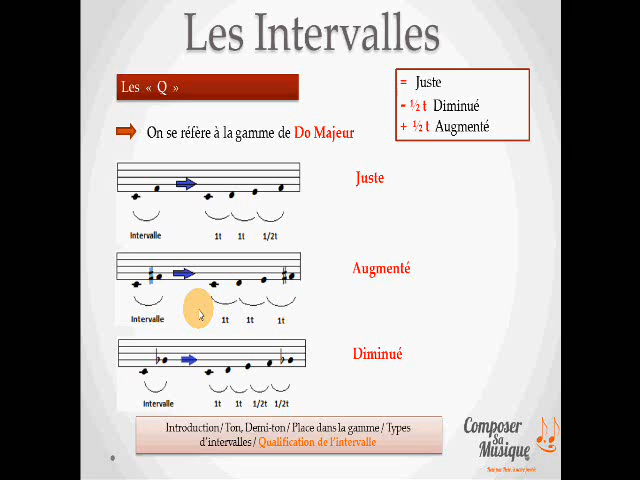 Les Intervalles
Les « Q »
= Juste
- ½ t Diminué
+ ½ t Augmenté
On se réfère à la gamme de Do Majeur
Juste
Intervalle 1t 1t 1/2t
Augmenté
Intervalle 1t 1t 1t
Diminué
Intervalle 1t 1t 1/2t 1/2t
Introduction/ Ton, Demi-ton/ Place dans la gamme/ Types
d'intervalles/ Qualification de l'intervalle
Composer
Sa
Musique